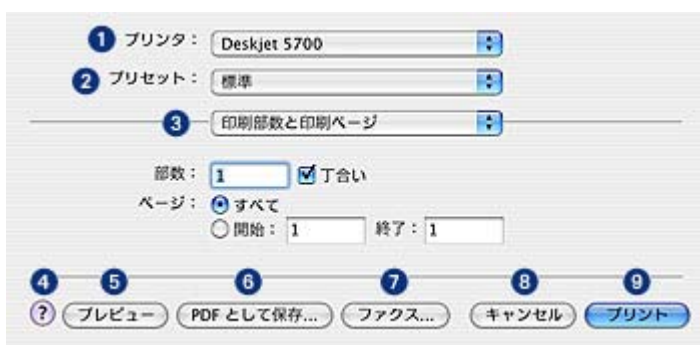 1 プリンタ： Deskjet 5700
2 プリセット： 標準
3 印刷部数と印刷ページ
部数： 1 丁合い
ページ： すべて
開始： 1 終了： 1
4 5 6 7 8 9
? プレビュー PDF として保存... ファクス... キャンセル プリント